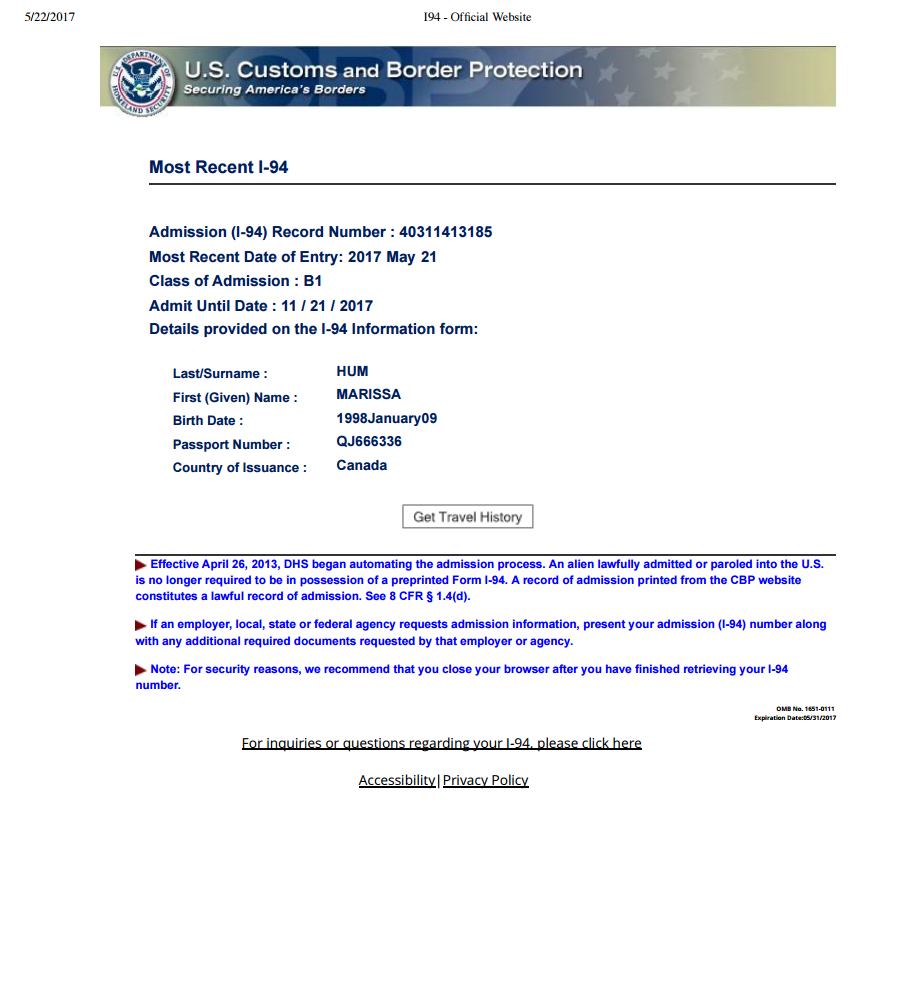 5/22/2017
I94 - Official Website
U.S. Customs and Border Protection
Securing America's Borders
Most Recent I-94
Admission (I-94) Record Number : 40311413185
Most Recent Date of Entry: 2017 May 21
Class of Admission : B1
Admit Until Date : 11 / 21 / 2017
Details provided on the I-94 Information form:
Last/Surname : HUM
First (Given) Name : MARISSA
Birth Date : 1998January09
Passport Number : QJ666336
Country of Issuance : Canada
Get Travel History
Effective April 26, 2013, DHS began automating the admission process. An alien lawfully admitted or paroled into the U.S.
is no longer required to be in possession of a preprinted Form I-94. A record of admission printed from the CBP website
constitutes a lawful record of admission. See 8 CFR § 1.4(d).
If an employer, local, state or federal agency requests admission information, present your admission (I-94) number along
with any additional required documents requested by that employer or agency.
Note: For security reasons, we recommend that you close your browser after you have finished retrieving your I-94
number.
OMB No. 1651-0111
Expiration Date:05/31/2017
For inquiries or questions regarding your I-94, please click here
Accessibility|Privacy Policy